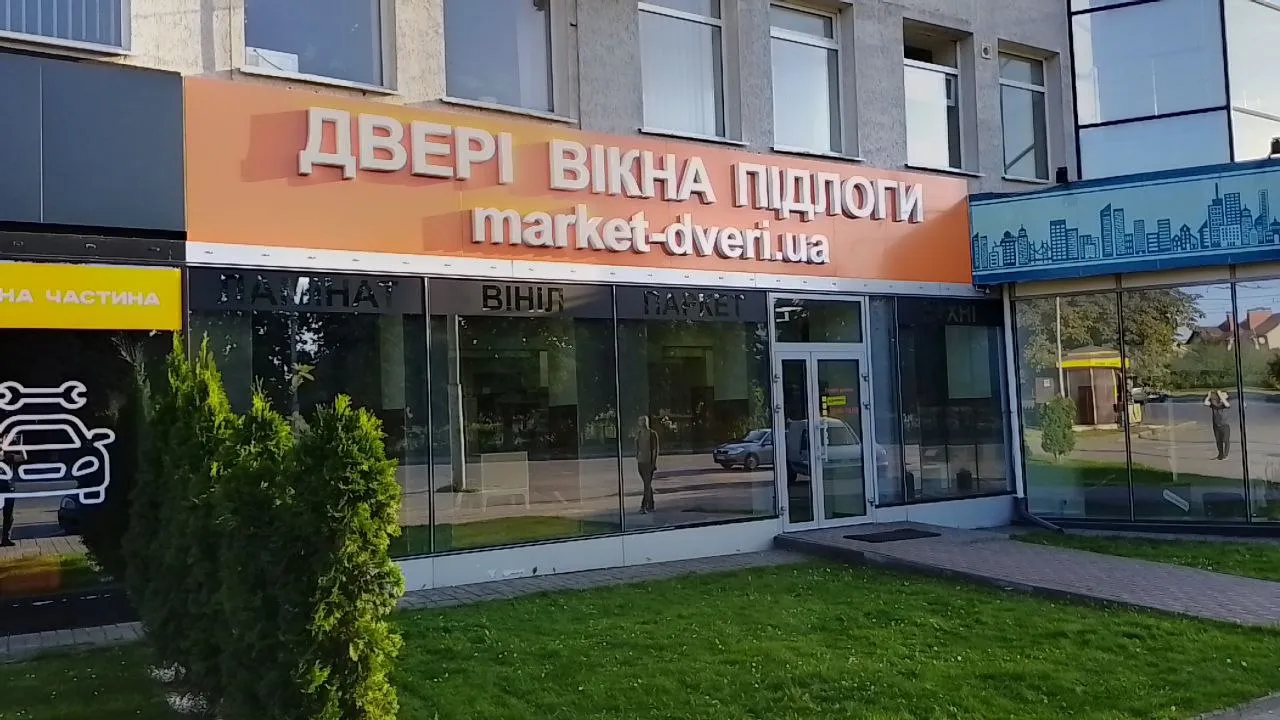 ДВЕРІ ВІКНА ПІДЛОГИ
market-dveri.ua
НА ЧАСТИНА
ЛАМІНАТ
ВІНІЛ
ПАРКЕТ